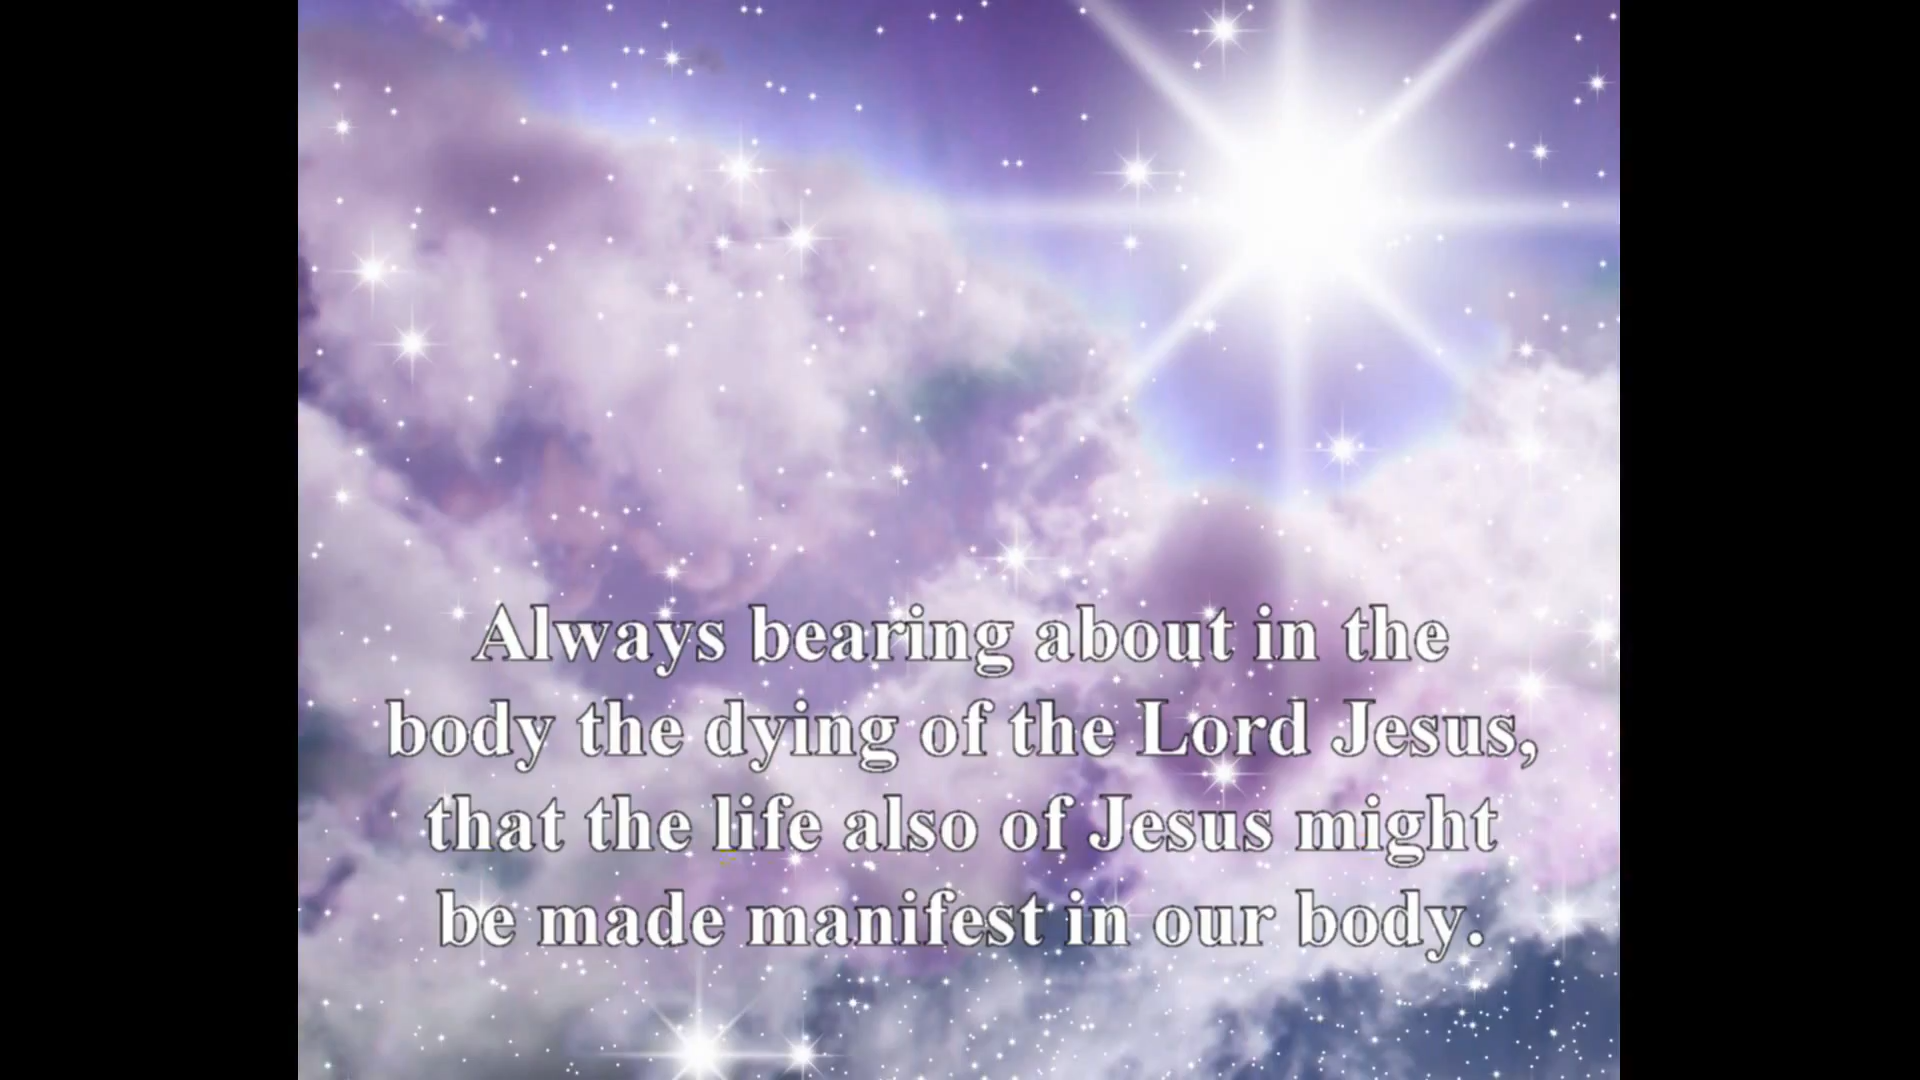 Always bearing about in the
body the dying of the Lord Jesus,
that the life also of Jesus might
be made manifest in our body.